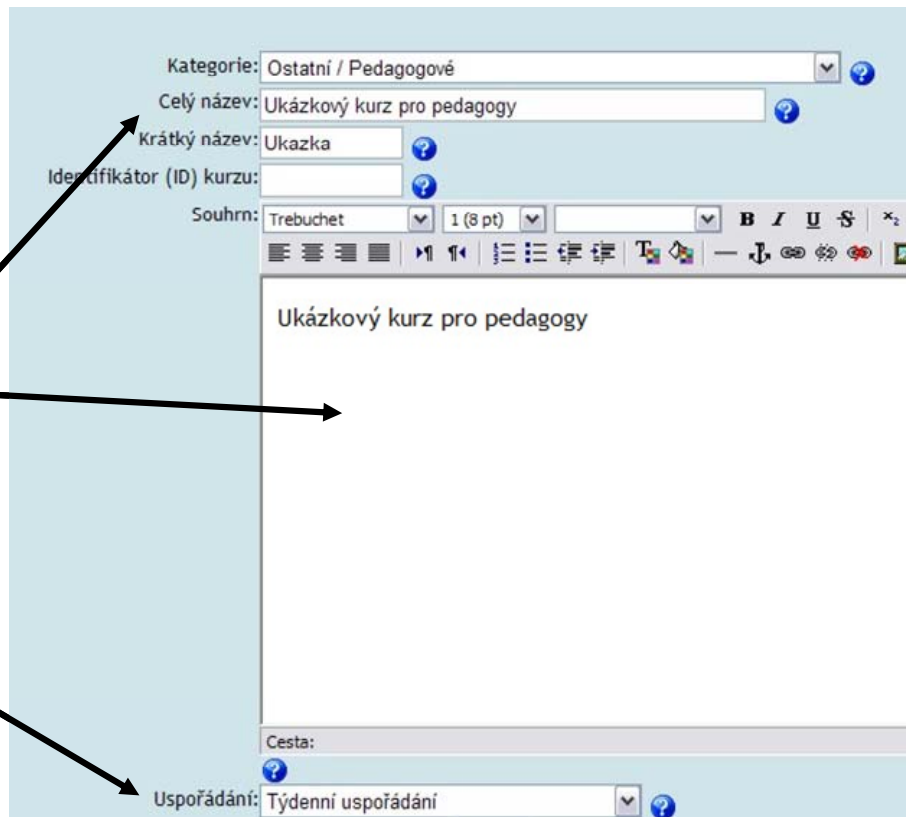 Kategorie: Ostatní / Pedagogové
Celý název: Ukázkový kurz pro pedagogy
Krátký název: Ukazka
Identifikátor (ID) kurzu:
Souhrn: Trebuchet 1 (8 pt) B I U S ×₂
Ukázkový kurz pro pedagogy
Cesta:
Uspořádání: Týdenní uspořádání